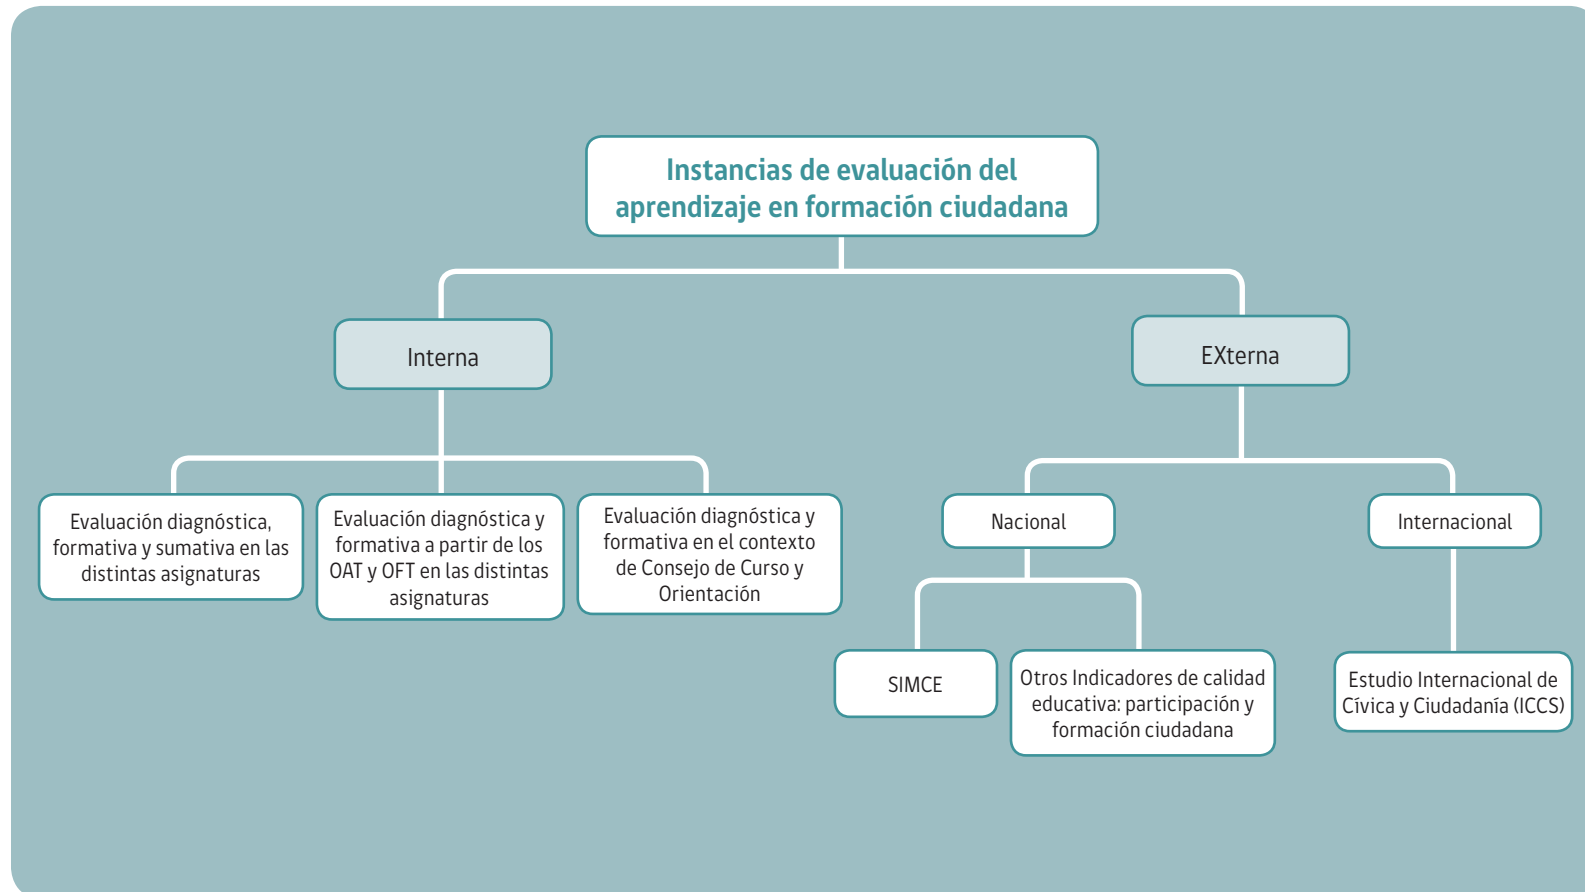 Instancias de evaluación del
aprendizaje en formación ciudadana
Interna
EXterna
Evaluación diagnóstica,
formativa y sumativa en las
distintas asignaturas
Evaluación diagnóstica y
formativa a partir de los
OAT y OFT en las distintas
asignaturas
Evaluación diagnóstica y
formativa en el contexto
de Consejo de Curso y
Orientación
Nacional
Internacional
SIMCE
Otros Indicadores de calidad
educativa: participación y
formación ciudadana
Estudio Internacional de
Cívica y Ciudadanía (ICCS)